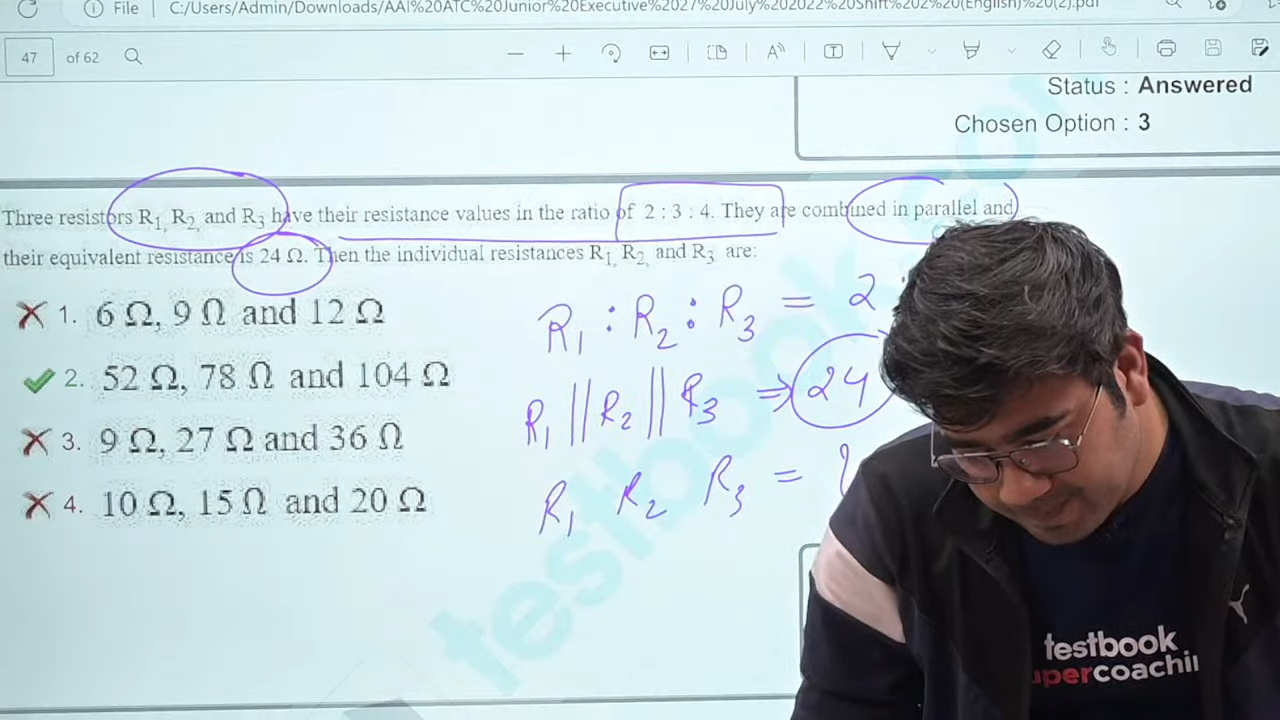 File | C:/Users/Admin/Downloads/AAI%20ATC%20Junior%20Executive%2027%20July%202022%20Shift%202%20(English)%20(2).pdf
47 of 62
Status : Answered
Chosen Option : 3
Three resistors R1, R2, and R3 have their resistance values in the ratio of 2 : 3 : 4. They are combined in parallel and
their equivalent resistance is 24 Ω. Then the individual resistances R1, R2, and R3 are:
1. 6 Ω, 9 Ω and 12 Ω
2. 52 Ω, 78 Ω and 104 Ω
3. 9 Ω, 27 Ω and 36 Ω
4. 10 Ω, 15 Ω and 20 Ω
R1 : R2 : R3 = 2
R1 || R2 || R3 ⇒ 24
R1 R2 R3 =
testbook.co
testbook
upercoachi